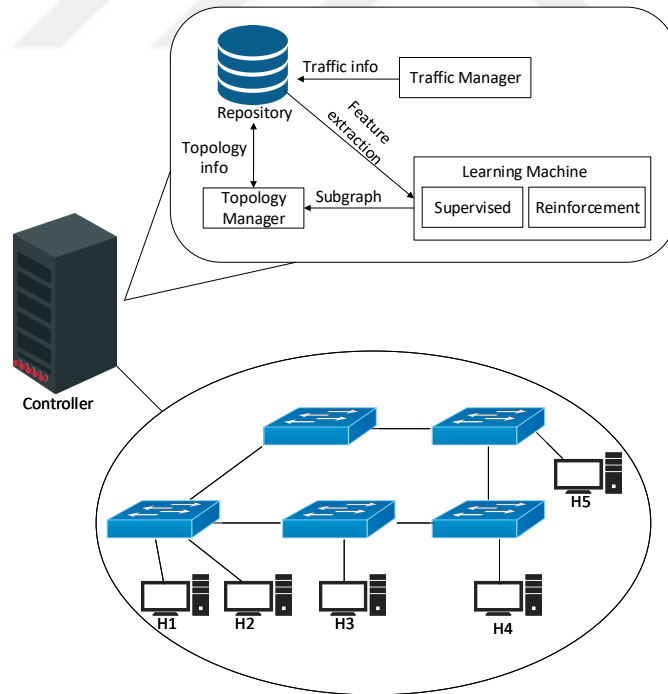 Traffic info
Traffic Manager
Repository
Feature
extraction
Topology
info
Learning Machine
Supervised
Reinforcement
Subgraph
Topology
Manager
Controller
H5
H1
H2
H3
H4